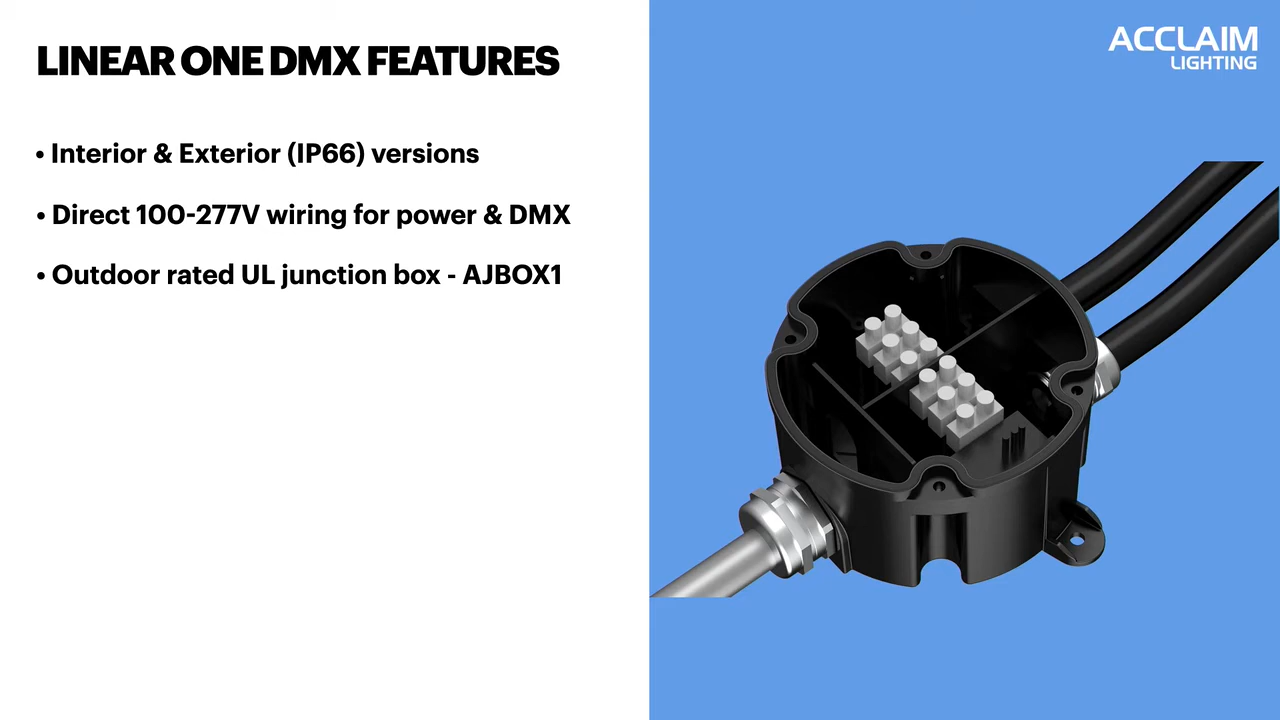 LINEAR ONE DMX FEATURES
ACCLAIM
LIGHTING
• Interior & Exterior (IP66) versions
• Direct 100-277V wiring for power & DMX
• Outdoor rated UL junction box - AJBOX1